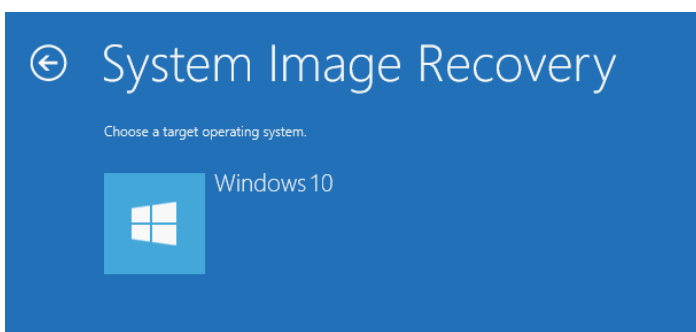 System Image Recovery
Choose a target operating system.
Windows 10